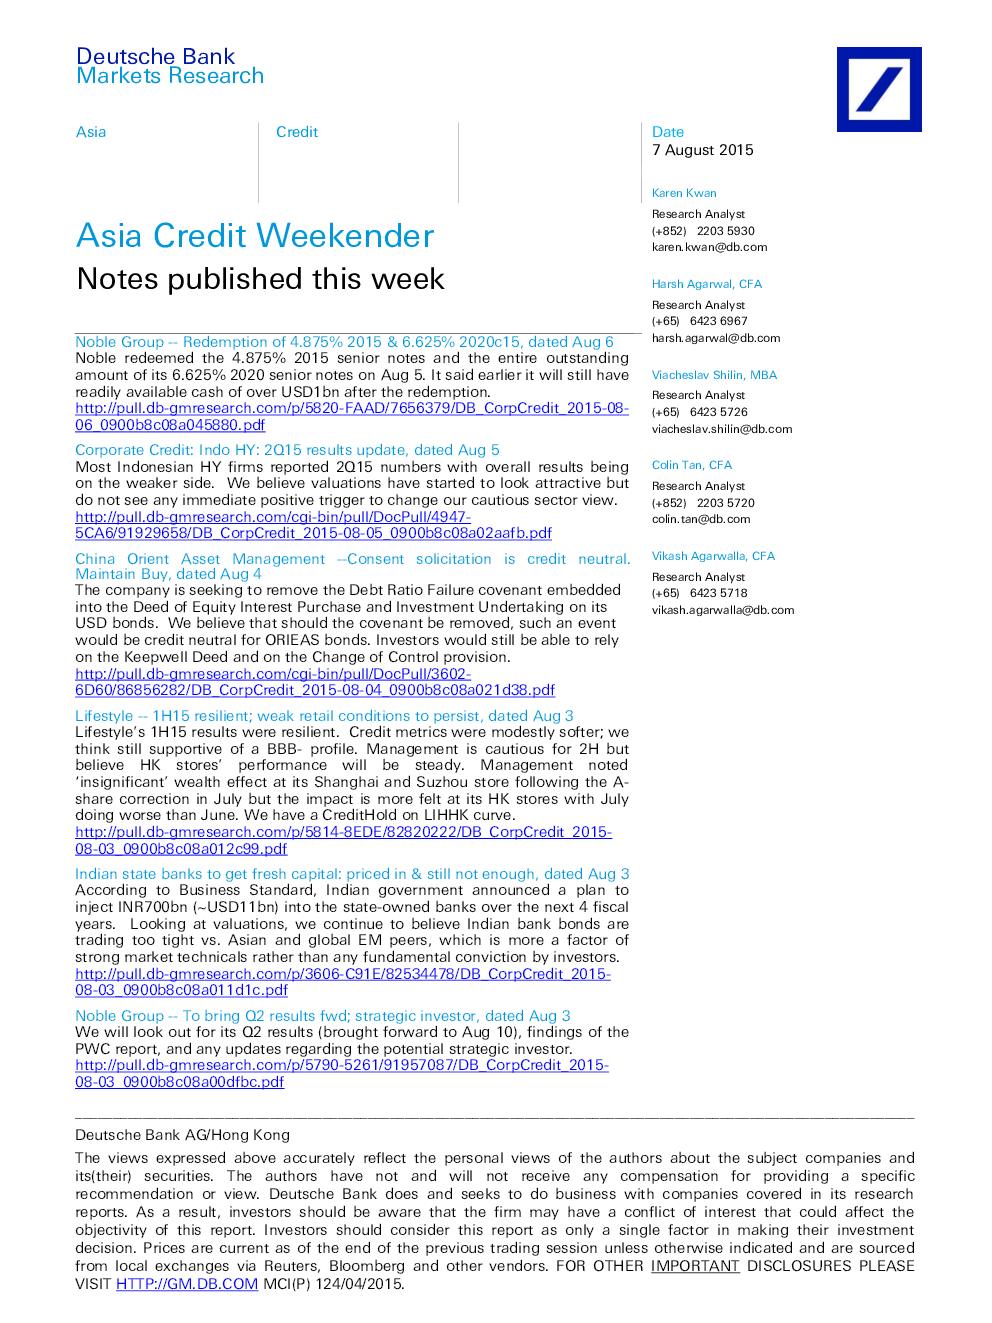 Deutsche Bank
Markets Research
Asia
Credit
Date
7 August 2015
Karen Kwan
Research Analyst
(+852) 2203 5930
karen.kwan@db.com
Harsh Agarwal, CFA
Research Analyst
(+65) 6423 6967
harsh.agarwal@db.com
Viacheslav Shilin, MBA
Research Analyst
(+65) 6423 5726
viacheslav.shilin@db.com
Colin Tan, CFA
Research Analyst
(+852) 2203 5720
colin.tan@db.com
Vikash Agarwalla, CFA
Research Analyst
(+65) 6423 5718
vikash.agarwalla@db.com
Asia Credit Weekender
Notes published this week
Noble Group -- Redemption of 4.875% 2015 & 6.625% 2020c15, dated Aug 6
Noble redeemed the 4.875% 2015 senior notes and the entire outstanding
amount of its 6.625% 2020 senior notes on Aug 5. It said earlier it will still have
readily available cash of over USD1bn after the redemption.
http://pull.db-gmresearch.com/p/5820-FAAD/7656379/DB_CorpCredit_2015-08-
06_0900b8c08a045880.pdf
Corporate Credit: Indo HY: 2Q15 results update, dated Aug 5
Most Indonesian HY firms reported 2Q15 numbers with overall results being
on the weaker side. We believe valuations have started to look attractive but
do not see any immediate positive trigger to change our cautious sector view.
http://pull.db-gmresearch.com/cgi-bin/pull/DocPull/4947-
5CA6/91929658/DB_CorpCredit_2015-08-05_0900b8c08a02aafb.pdf
China Orient Asset Management --Consent solicitation is credit neutral.
Maintain Buy, dated Aug 4
The company is seeking to remove the Debt Ratio Failure covenant embedded
into the Deed of Equity Interest Purchase and Investment Undertaking on its
USD bonds. We believe that should the covenant be removed, such an event
would be credit neutral for ORIEAS bonds. Investors would still be able to rely
on the Keepwell Deed and on the Change of Control provision.
http://pull.db-gmresearch.com/cgi-bin/pull/DocPull/3602-
6D60/86856282/DB_CorpCredit_2015-08-04_0900b8c08a021d38.pdf
Lifestyle -- 1H15 resilient; weak retail conditions to persist, dated Aug 3
Lifestyle's 1H15 results were resilient. Credit metrics were modestly softer; we
think still supportive of a BBB- profile. Management is cautious for 2H but
believe HK stores' performance will be steady. Management noted
'insignificant' wealth effect at its Shanghai and Suzhou store following the A-
share correction in July but the impact is more felt at its HK stores with July
doing worse than June. We have a CreditHold on LIHHK curve.
http://pull.db-gmresearch.com/p/5814-8EDE/82820222/DB_CorpCredit_2015-
08-03_0900b8c08a012c99.pdf
Indian state banks to get fresh capital: priced in & still not enough, dated Aug 3
According to Business Standard, Indian government announced a plan to
inject INR700bn (~USD11bn) into the state-owned banks over the next 4 fiscal
years. Looking at valuations, we continue to believe Indian bank bonds are
trading too tight vs. Asian and global EM peers, which is more a factor of
strong market technicals rather than any fundamental conviction by investors.
http://pull.db-gmresearch.com/p/3606-C91E/82534478/DB_CorpCredit_2015-
08-03_0900b8c08a011d1c.pdf
Noble Group -- To bring Q2 results fwd; strategic investor, dated Aug 3
We will look out for its Q2 results (brought forward to Aug 10), findings of the
PWC report, and any updates regarding the potential strategic investor.
http://pull.db-gmresearch.com/p/5790-5261/91957087/DB_CorpCredit_2015-
08-03_0900b8c08a00dfbc.pdf
Deutsche Bank AG/Hong Kong
The views expressed above accurately reflect the personal views of the authors about the subject companies and
its(their) securities. The authors have not and will not receive any compensation for providing a specific
recommendation or view. Deutsche Bank does and seeks to do business with companies covered in its research
reports. As a result, investors should be aware that the firm may have a conflict of interest that could affect the
objectivity of this report. Investors should consider this report as only a single factor in making their investment
decision. Prices are current as of the end of the previous trading session unless otherwise indicated and are sourced
from local exchanges via Reuters, Bloomberg and other vendors. FOR OTHER IMPORTANT DISCLOSURES PLEASE
VISIT HTTP://GM.DB.COM MCI(P) 124/04/2015.